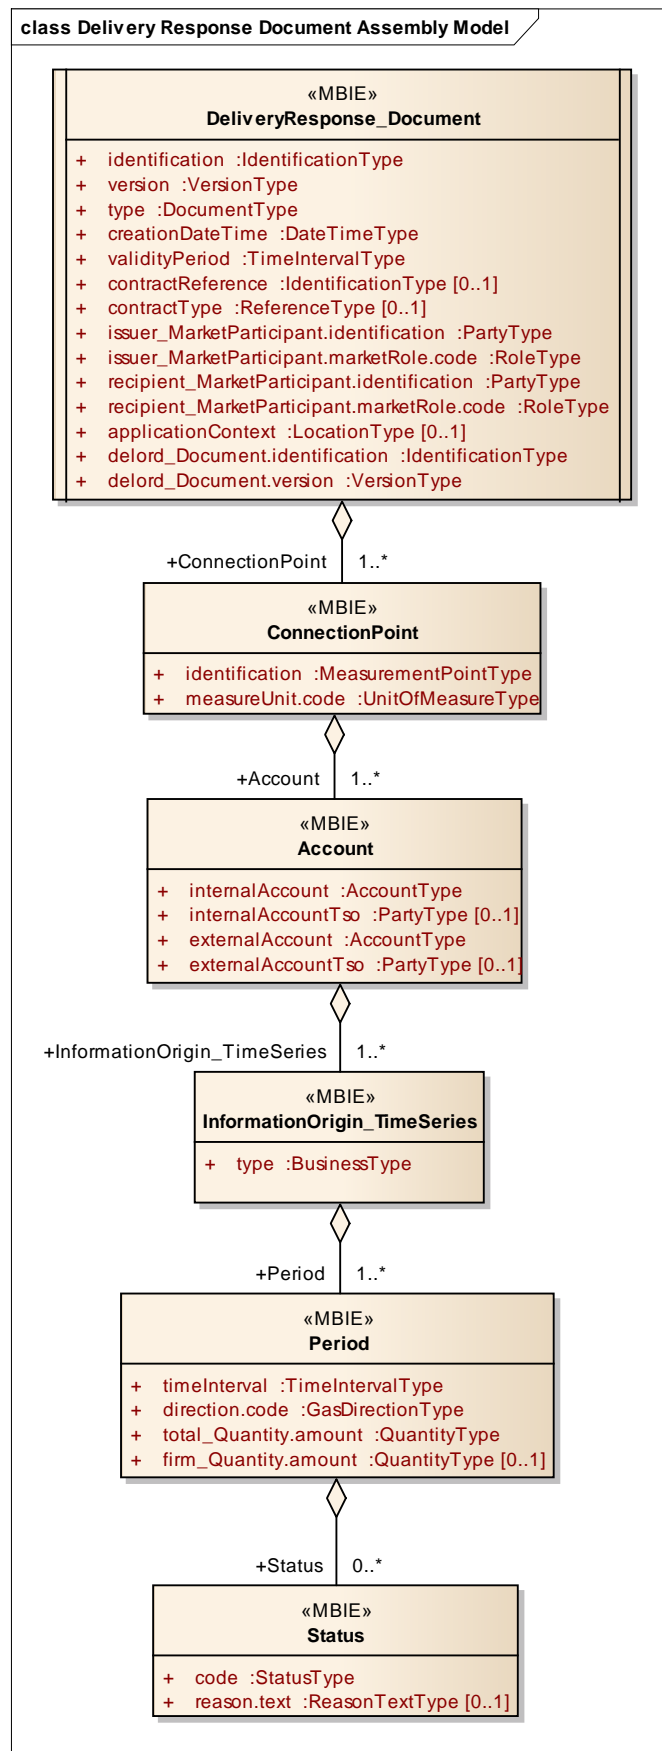 class Delivery Response Document Assembly Model
«MBIE»
DeliveryResponse_Document
+ identification :IdentificationType
+ version :VersionType
+ type :DocumentType
+ creationDateTime :DateTimeType
+ validityPeriod :TimeIntervalType
+ contractReference :IdentificationType [0..1]
+ contractType :ReferenceType [0..1]
+ issuer_MarketParticipant.identification :PartyType
+ issuer_MarketParticipant.marketRole.code :RoleType
+ recipient_MarketParticipant.identification :PartyType
+ recipient_MarketParticipant.marketRole.code :RoleType
+ applicationContext :LocationType [0..1]
+ delord_Document.identification :IdentificationType
+ delord_Document.version :VersionType
+ConnectionPoint 1..*
«MBIE»
ConnectionPoint
+ identification :MeasurementPointType
+ measureUnit.code :UnitOfMeasureType
+Account 1..*
«MBIE»
Account
+ internalAccount :AccountType
+ internalAccountTso :PartyType [0..1]
+ externalAccount :AccountType
+ externalAccountTso :PartyType [0..1]
+InformationOrigin_TimeSeries 1..*
«MBIE»
InformationOrigin_TimeSeries
+ type :BusinessType
+Period 1..*
«MBIE»
Period
+ timeInterval :TimeIntervalType
+ direction.code :GasDirectionType
+ total_Quantity.amount :QuantityType
+ firm_Quantity.amount :QuantityType [0..1]
+Status 0..*
«MBIE»
Status
+ code :StatusType
+ reason.text :ReasonTextType [0..1]